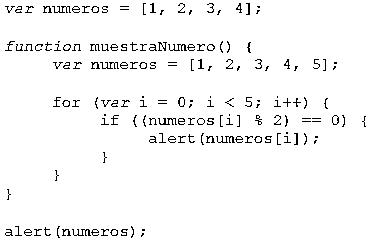 var numeros = [1, 2, 3, 4];
function muestraNumero() {
var numeros = [1, 2, 3, 4, 5];
for (var i = 0; i < 5; i++) {
if ((numeros[i] % 2) == 0) {
alert(numeros[i]);
}
}
}
alert(numeros);